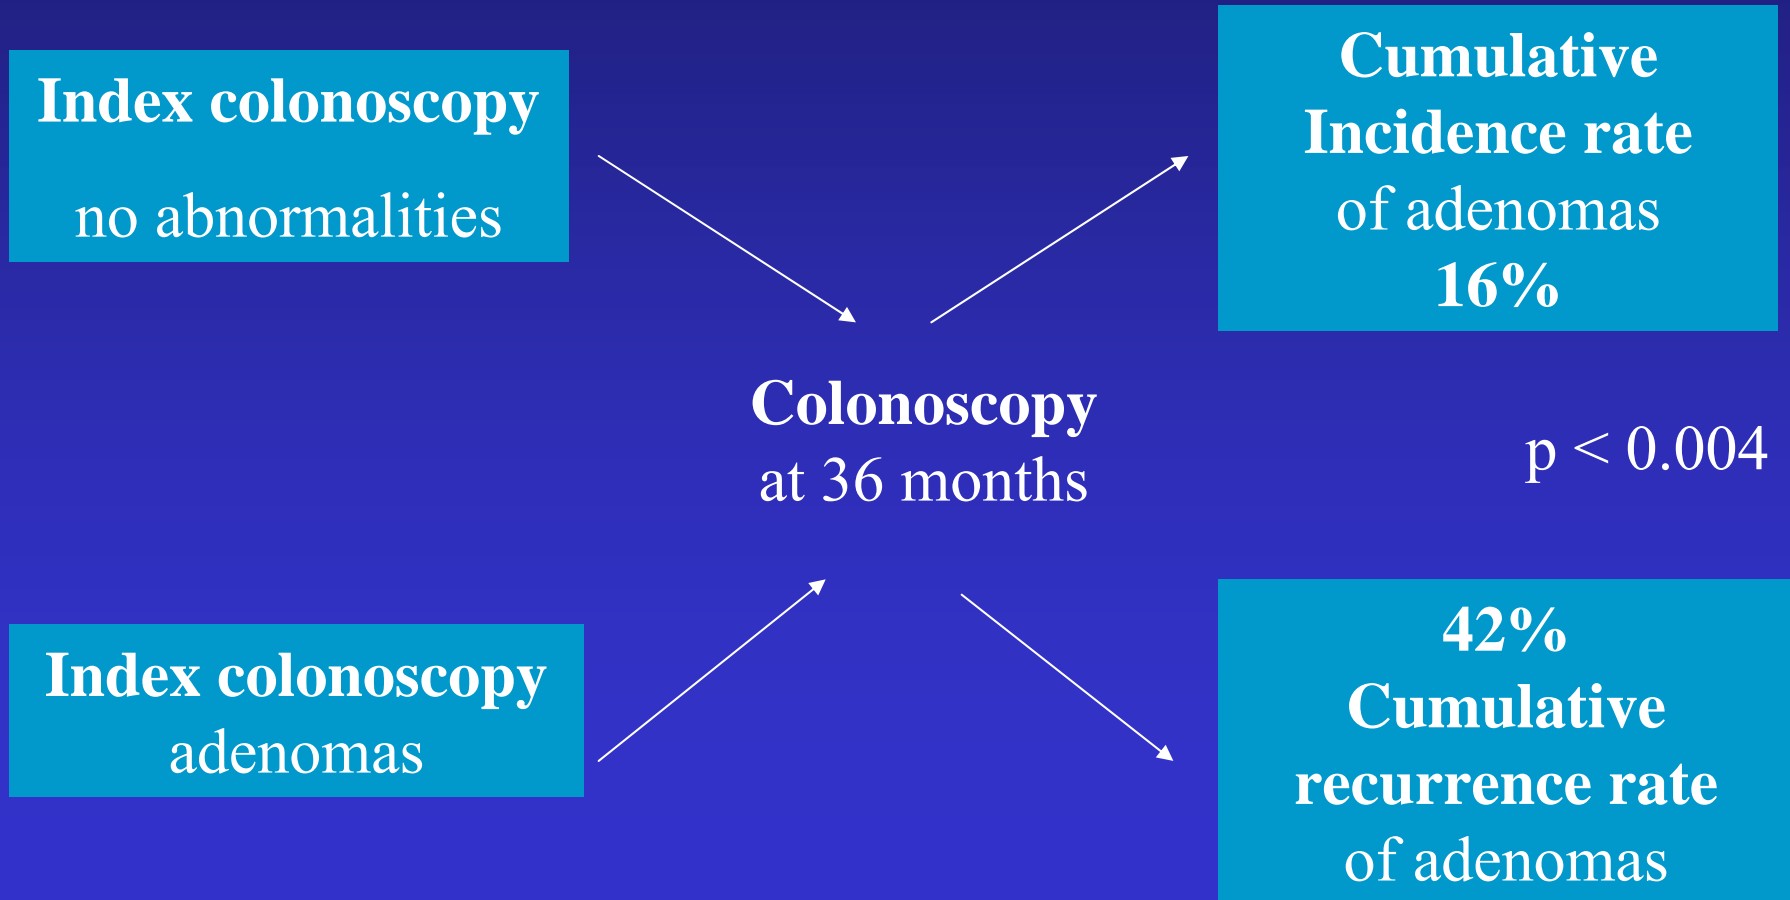 Index colonoscopy
no abnormalities
Cumulative
Incidence rate
of adenomas
16%
Colonoscopy
at 36 months
p < 0.004
Index colonoscopy
adenomas
42%
Cumulative
recurrence rate
of adenomas